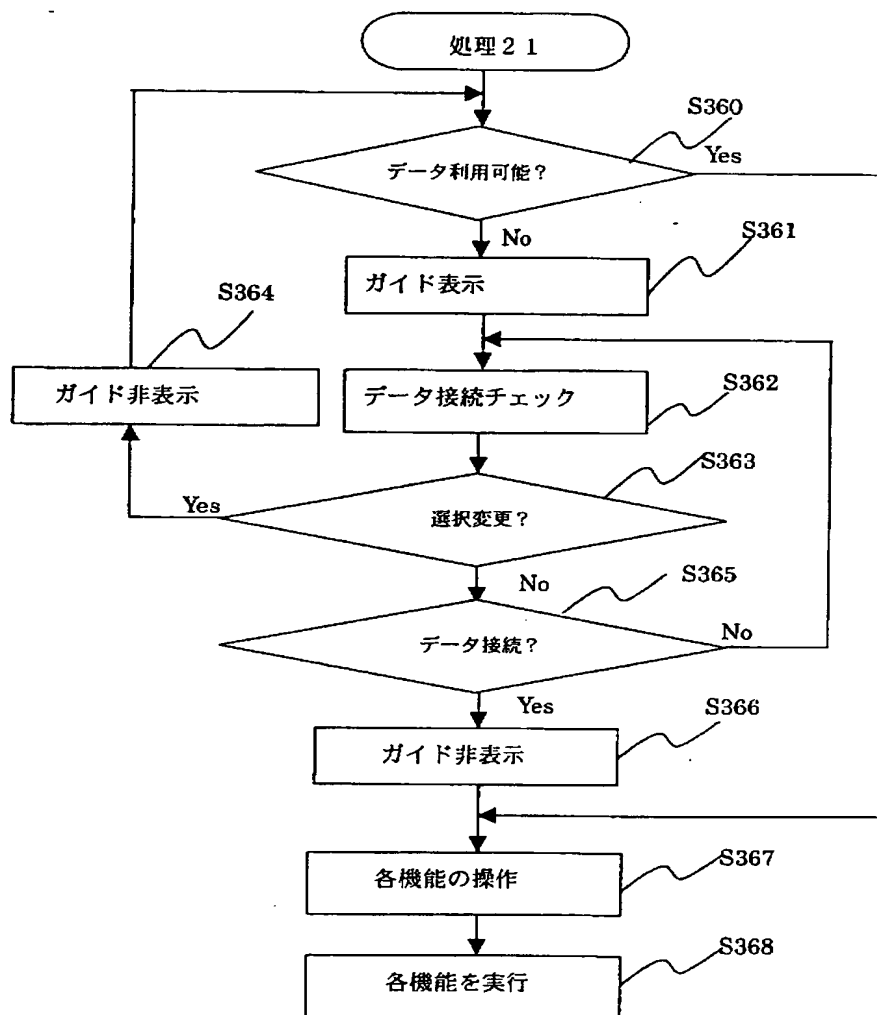 処理２１
S360
データ利用可能？
Yes
No
S361
ガイド表示
S364
ガイド非表示
データ接続チェック
S362
S363
Yes
選択変更？
No
S365
データ接続？
No
Yes
S366
ガイド非表示
各機能の操作
S367
各機能を実行
S368